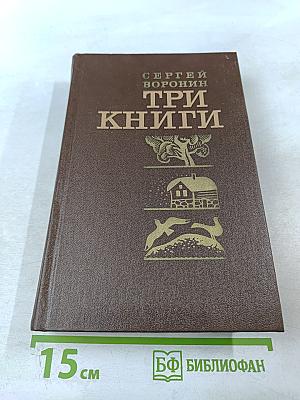 СЕРГЕЙ
ВОРОНИН
ТРИ
КНИГИ
15 см
БФ БИБЛИОФАН